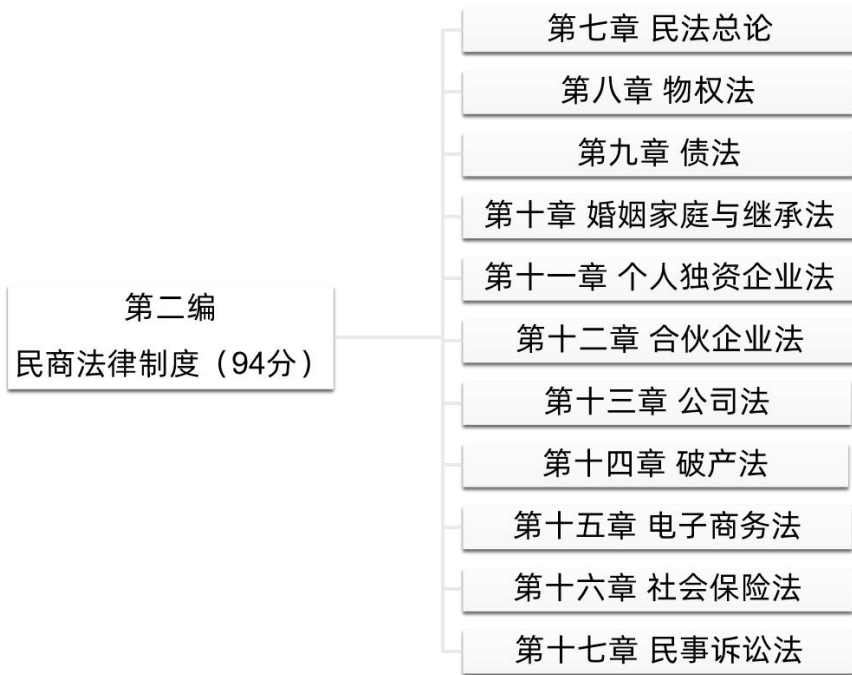 第二编
民商法律制度（94分）
第七章 民法总论
第八章 物权法
第九章 债法
第十章 婚姻家庭与继承法
第十一章 个人独资企业法
第十二章 合伙企业法
第十三章 公司法
第十四章 破产法
第十五章 电子商务法
第十六章 社会保险法
第十七章 民事诉讼法